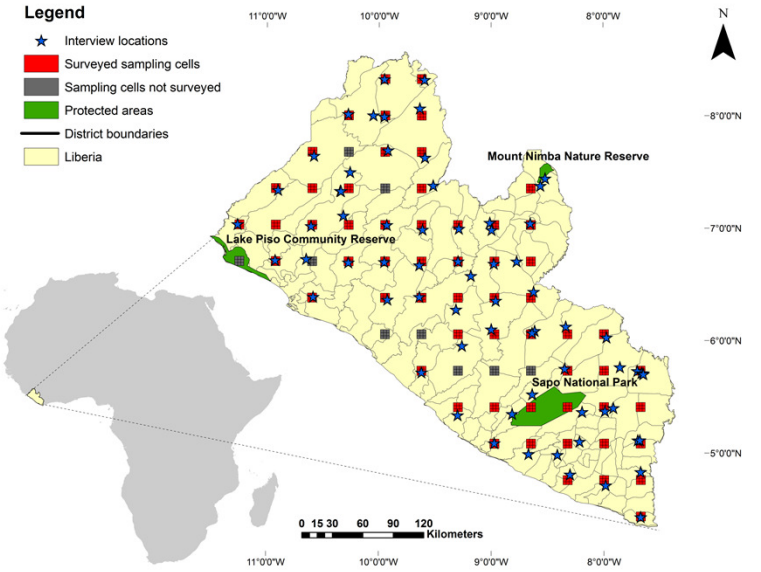 Legend
Interview locations
Surveyed sampling cells
Sampling cells not surveyed
Protected areas
District boundaries
Liberia
11°0'0"W 10°0'0"W 9°0'0"W 8°0'0"W
N
8°0'0"N
Mount Nimba Nature Reserve
7°0'0"N
Lake Piso Community Reserve
6°0'0"N
Sapo National Park
5°0'0"N
0 15 30 60 90 120
Kilometers
11°0'0"W 10°0'0"W 9°0'0"W 8°0'0"W